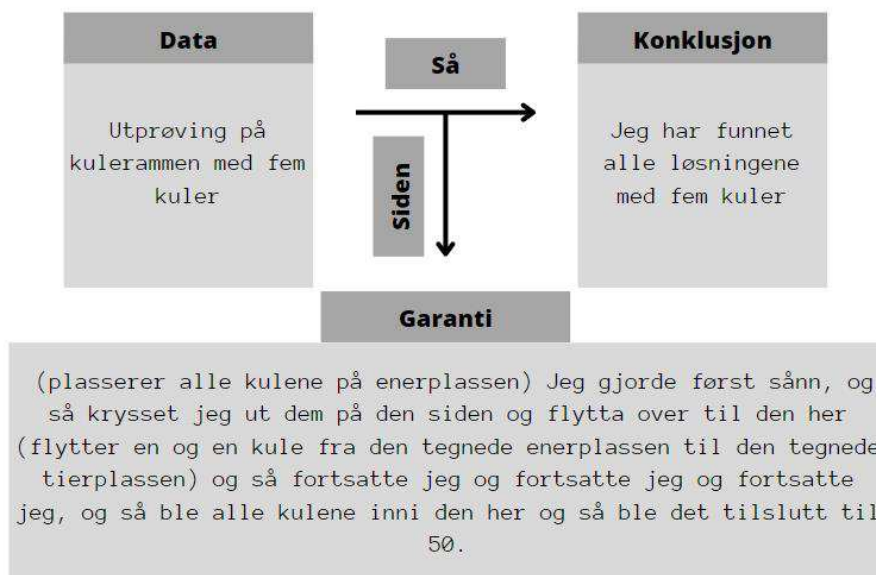 Data
Så
Konklusjon
Utprøving på
kulerammen med fem
kuler
Siden
Jeg har funnet
alle løsningene
med fem kuler
Garanti
(plasserer alle kulene på enerplassen) Jeg gjorde først sånn, og
så krysset jeg ut dem på den siden og flytta over til den her
(flytter en og en kule fra den tegnede enerplassen til den tegnede
tierplassen) og så fortsatte jeg og fortsatte jeg og fortsatte
jeg, og så ble alle kulene inni den her og så ble det tilslutt til
50.